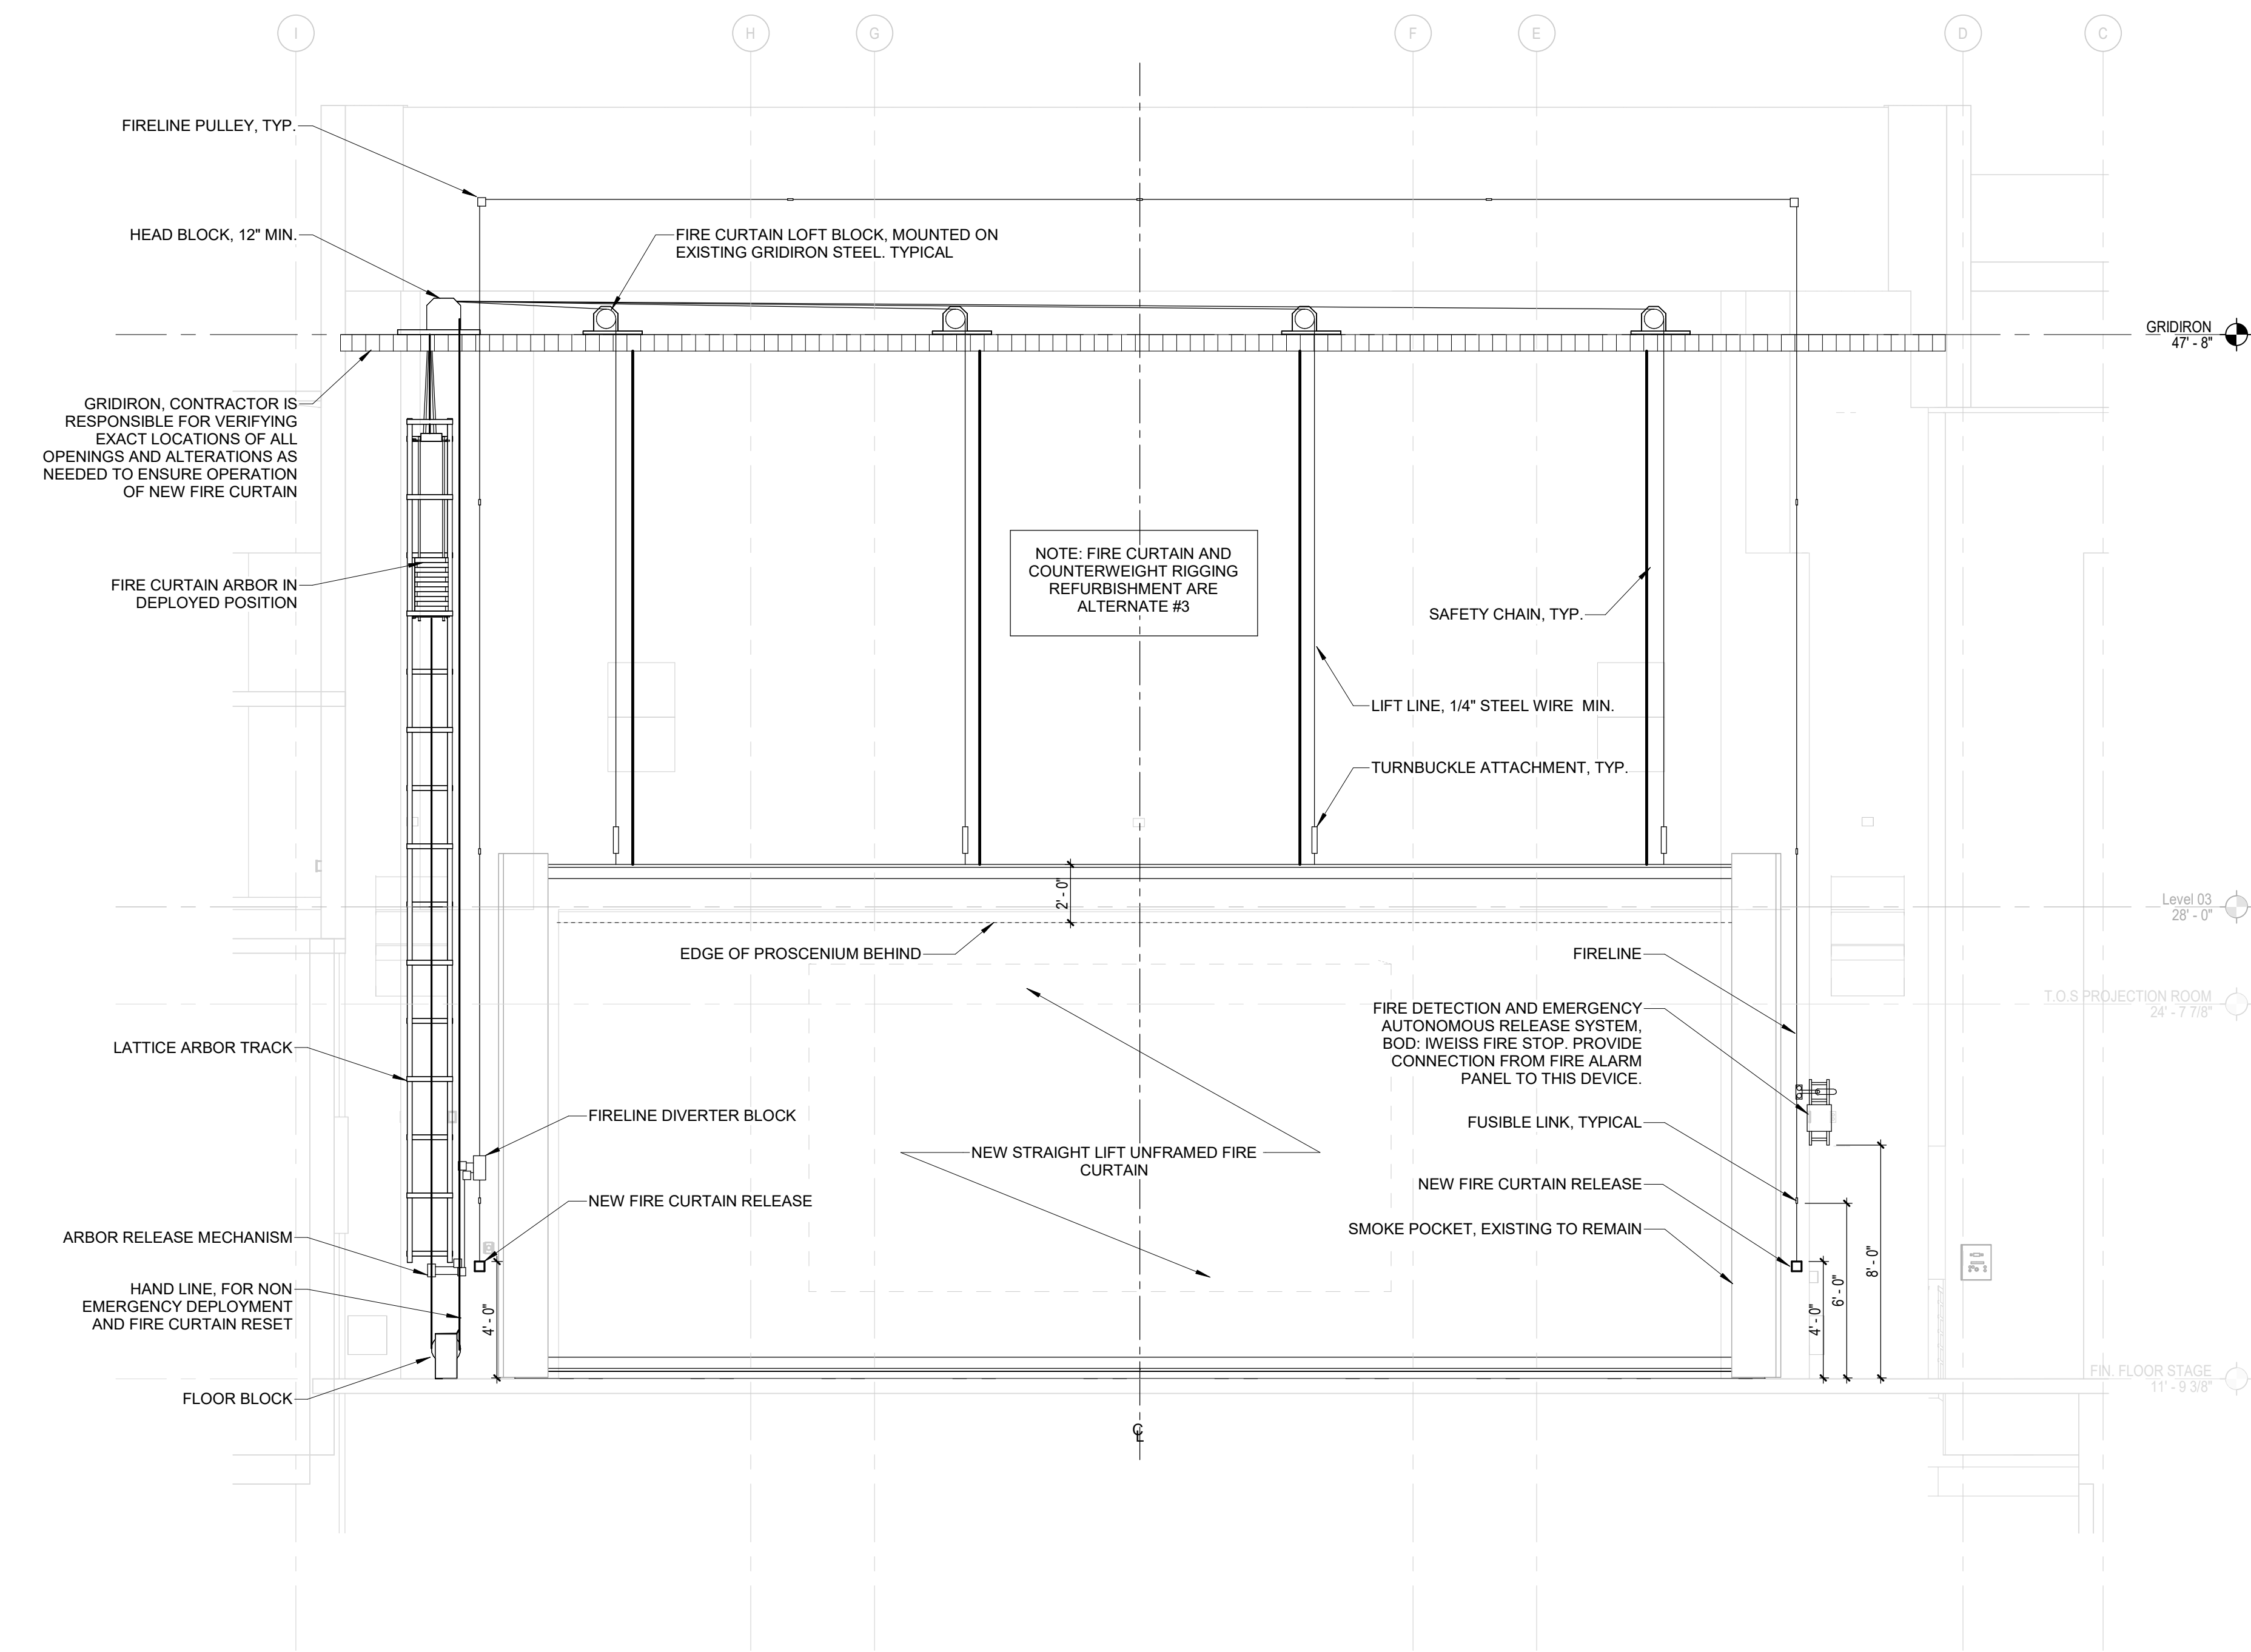 I
H
G
F
E
D
C
FIRELINE PULLEY, TYP.
HEAD BLOCK, 12" MIN.
FIRE CURTAIN LOFT BLOCK, MOUNTED ON
EXISTING GRIDIRON STEEL. TYPICAL
GRIDIRON
47' - 8"
GRIDIRON, CONTRACTOR IS
RESPONSIBLE FOR VERIFYING
EXACT LOCATIONS OF ALL
OPENINGS AND ALTERATIONS AS
NEEDED TO ENSURE OPERATION
OF NEW FIRE CURTAIN
NOTE: FIRE CURTAIN AND
COUNTERWEIGHT RIGGING
REFURBISHMENT ARE
ALTERNATE #3
FIRE CURTAIN ARBOR IN
DEPLOYED POSITION
SAFETY CHAIN, TYP.
LIFT LINE, 1/4" STEEL WIRE MIN.
TURNBUCKLE ATTACHMENT, TYP.
2' - 0"
Level 03
28' - 0"
EDGE OF PROSCENIUM BEHIND
FIRELINE
T.O.S PROJECTION ROOM
24' - 7 7/8"
FIRE DETECTION AND EMERGENCY
AUTONOMOUS RELEASE SYSTEM,
BOD: IWEISS FIRE STOP. PROVIDE
CONNECTION FROM FIRE ALARM
PANEL TO THIS DEVICE.
LATTICE ARBOR TRACK
FIRELINE DIVERTER BLOCK
FUSIBLE LINK, TYPICAL
NEW STRAIGHT LIFT UNFRAMED FIRE
CURTAIN
NEW FIRE CURTAIN RELEASE
NEW FIRE CURTAIN RELEASE
SMOKE POCKET, EXISTING TO REMAIN
ARBOR RELEASE MECHANISM
HAND LINE, FOR NON
EMERGENCY DEPLOYMENT
AND FIRE CURTAIN RESET
4' - 0"
4' - 0"
6' - 0"
8' - 0"
FLOOR BLOCK
FIN. FLOOR STAGE
11' - 9 3/8"
CL